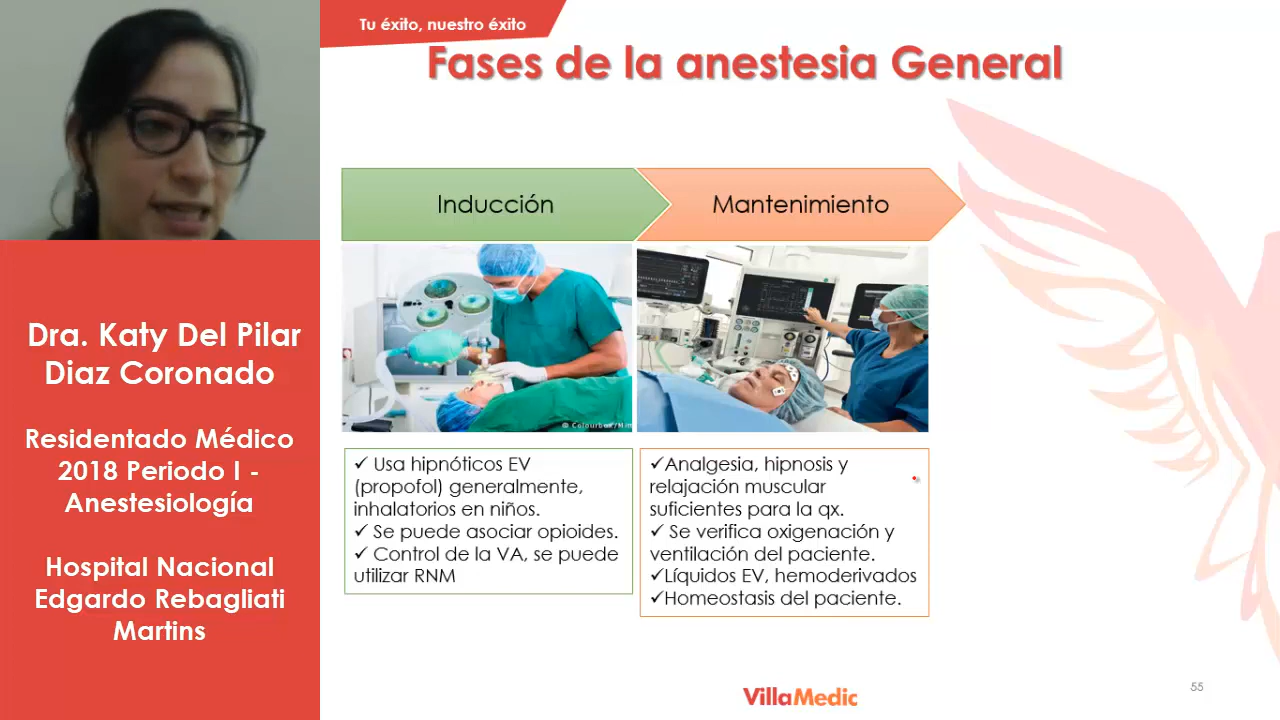 Tu éxito, nuestro éxito
Fases de la anestesia General
Dra. Katy Del Pilar
Diaz Coronado
Residentado Médico
2018 Periodo I -
Anestesiología
Hospital Nacional
Edgardo Rebagliati
Martins
Inducción
Mantenimiento
✓ Usa hipnóticos EV
(propofol) generalmente,
inhalatorios en niños.
✓ Se puede asociar opioides.
✓ Control de la VA, se puede
utilizar RNM
✓Analgesia, hipnosis y
relajación muscular
suficientes para la qx.
✓ Se verifica oxigenación y
ventilación del paciente.
✓Líquidos EV, hemoderivados
✓Homeostasis del paciente.
VillaMedic
55